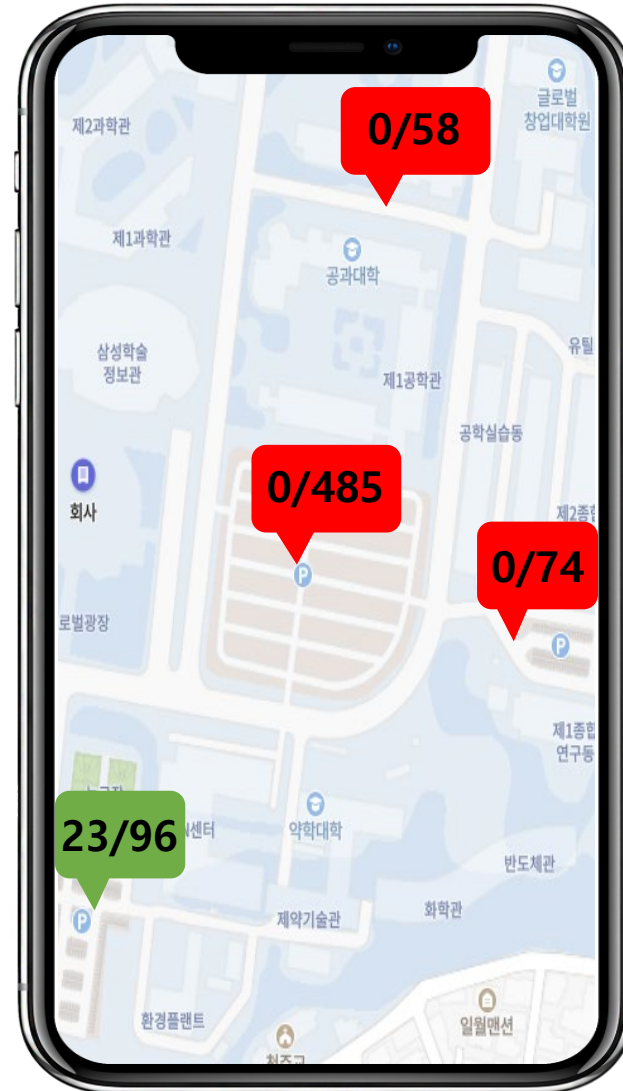 글로벌
창업대학원
0/58
제2과학관
제1과학관
공과대학
삼성학술
정보관
유틸
제1공학관
공학실습동
0/485
회사
제2종합
0/74
P
로벌광장
P
제1종합
연구동
23/96
센터
약학대학
반도체관
P
제약기술관
화학관
환경플랜트
일월맨션